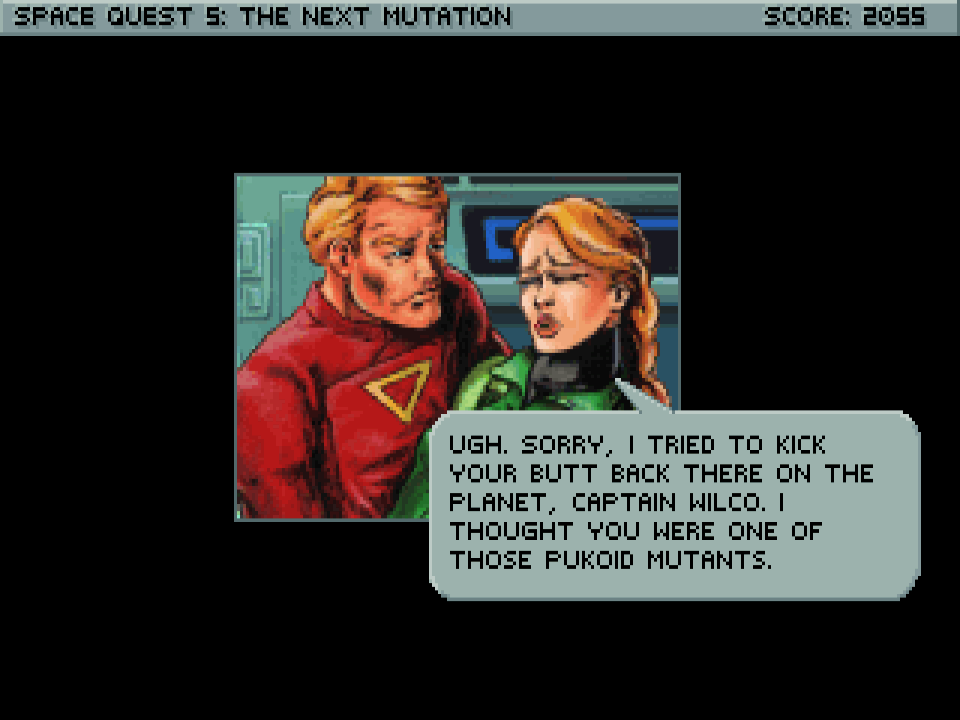 SPACE QUEST 5: THE NEXT MUTATION SCORE: 2055
UGH. SORRY, I TRIED TO KICK
YOUR BUTT BACK THERE ON THE
PLANET, CAPTAIN WILCO. I
THOUGHT YOU WERE ONE OF
THOSE PUKOID MUTANTS.